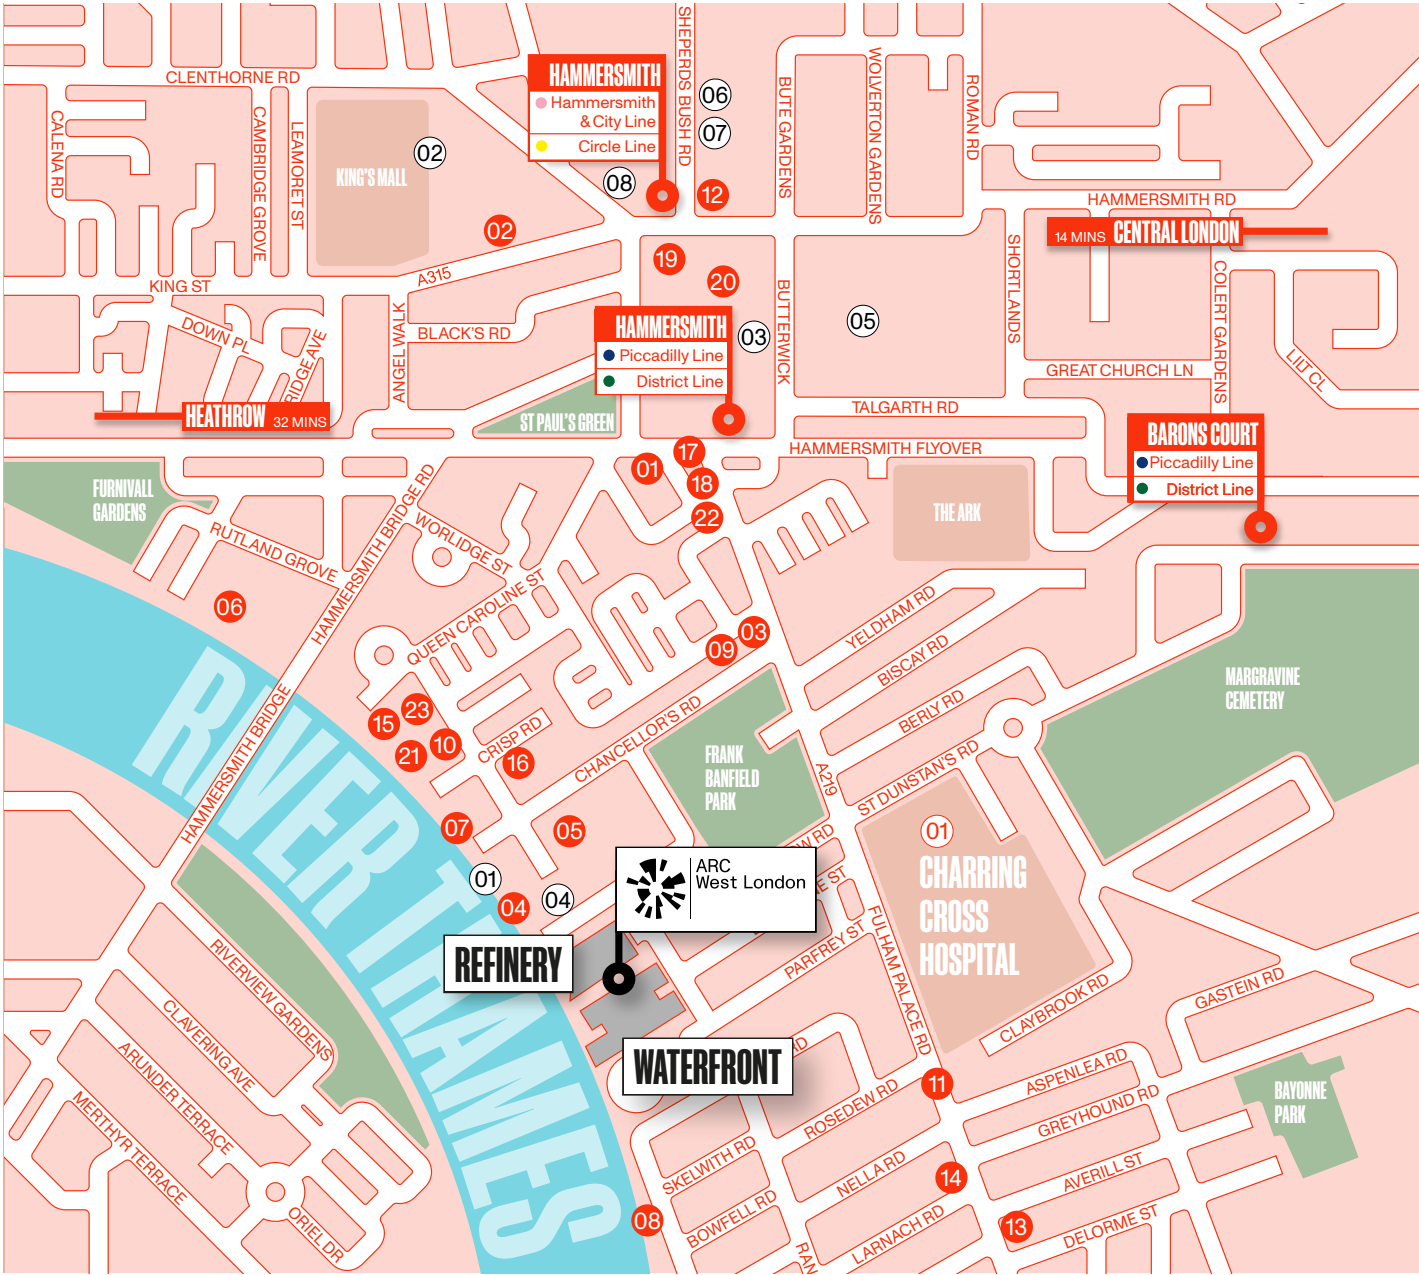 SHEPERDS BUSH RD
HAMMERSMITH
Hammersmith
& City Line
Circle Line
CLENTHORNE RD
CALENA RD
CAMBRIDGE GROVE
LEAMORET ST
KING'S MALL
02
06
07
08
12
BUTE GARDENS
WOLVERTON GARDENS
ROMAN RD
HAMMERSMITH RD
14 MINS CENTRAL LONDON
02
19
20
A315
KING ST
DOWN PL
ANGEL WALK
BLACK'S RD
HAMMERSMITH
Piccadilly Line
District Line
03
05
BUTTERWICK
SHORTLANDS
COLERT GARDENS
LILT CL
GREAT CHURCH LN
TALGARTH RD
HEATHROW 32 MINS
ST PAUL'S GREEN
HAMMERSMITH FLYOVER
BARONS COURT
Piccadilly Line
District Line
17
01
18
22
FURNIVALL
GARDENS
THE ARK
RUTLAND GROVE
HAMMERSMITH BRIDGE RD
WORLIDGE ST
QUEEN CAROLINE ST
06
03
09
YELDHAM RD
BISCAY RD
BERLY RD
MARGRAVINE
CEMETERY
HAMMERSMITH BRIDGE
15
23
21
10
CRISP RD
16
CHANCELLOR'S RD
FRANK
BANFIELD
PARK
A219
ST DUNSTAN'S RD
07
05
01
04
04
RIVER THAMES
ARC
West London
01
CHARRING
CROSS
HOSPITAL
REFINERY
PARFREY ST
FULHAM PALACE RD
CLAYBROOK RD
GASTEIN RD
RIVERVIEW GARDENS
CLAVERING AVE
ARUNDER TERRACE
MERTHYR TERRACE
ORIEL DR
WATERFRONT
11
ASPENLEA RD
GREYHOUND RD
BAYONNE
PARK
ROSEDEW RD
SKELWITH RD
NELLA RD
14
AVERILL ST
08
BOWFELL RD
LARNACH RD
13
DELORME ST